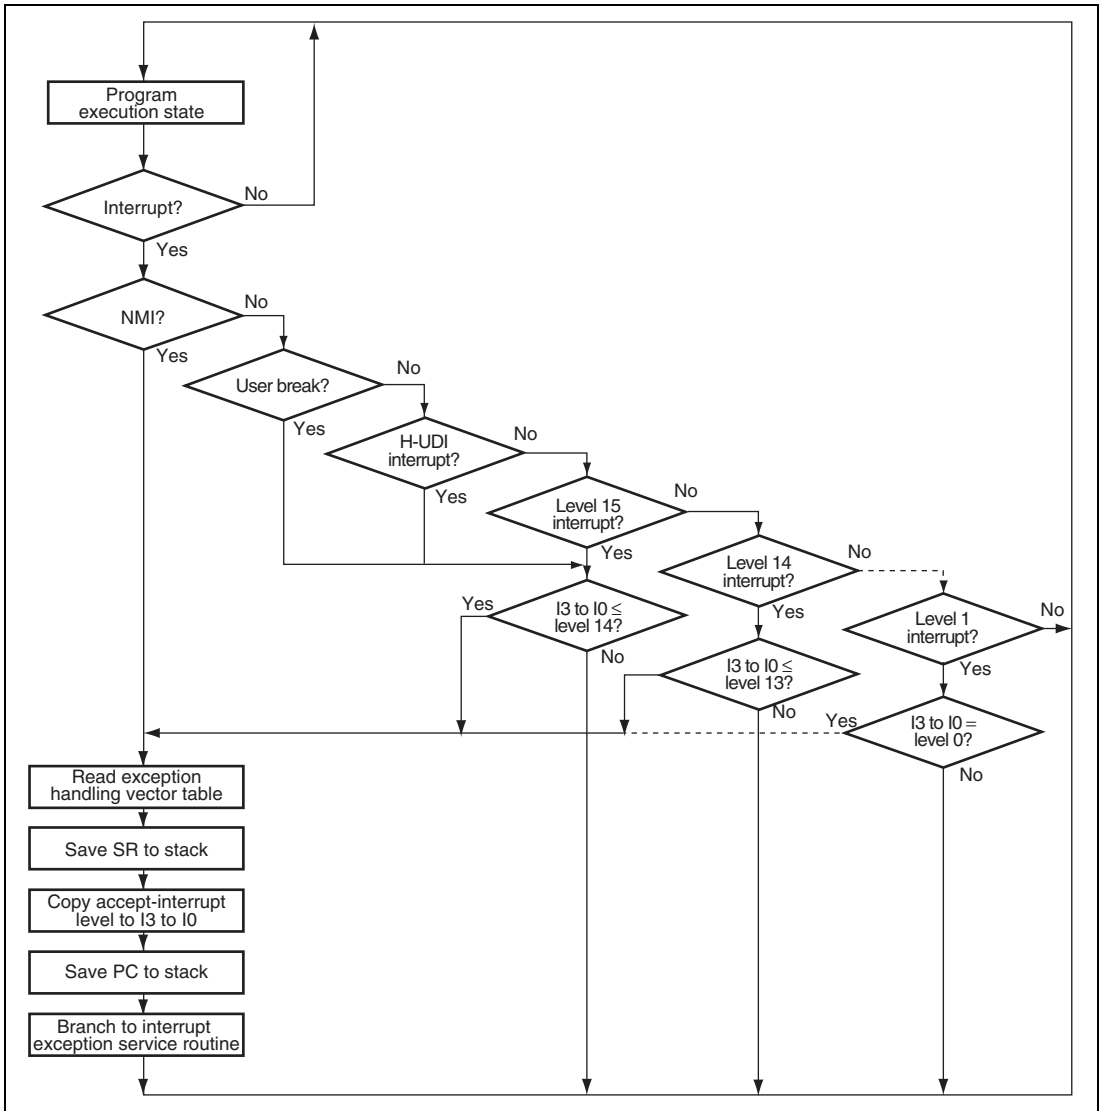 Program
execution state
Interrupt?
No
Yes
NMI?
No
Yes
User break?
No
Yes
H-UDI
interrupt?
No
Yes
Level 15
interrupt?
No
Yes
Level 14
interrupt?
No
Yes
Level 1
interrupt?
No
Yes
I3 to I0 ≤
level 14?
Yes
No
I3 to I0 ≤
level 13?
No
I3 to I0 =
level 0?
Yes
No
Read exception
handling vector table
Save SR to stack
Copy accept-interrupt
level to I3 to I0
Save PC to stack
Branch to interrupt
exception service routine